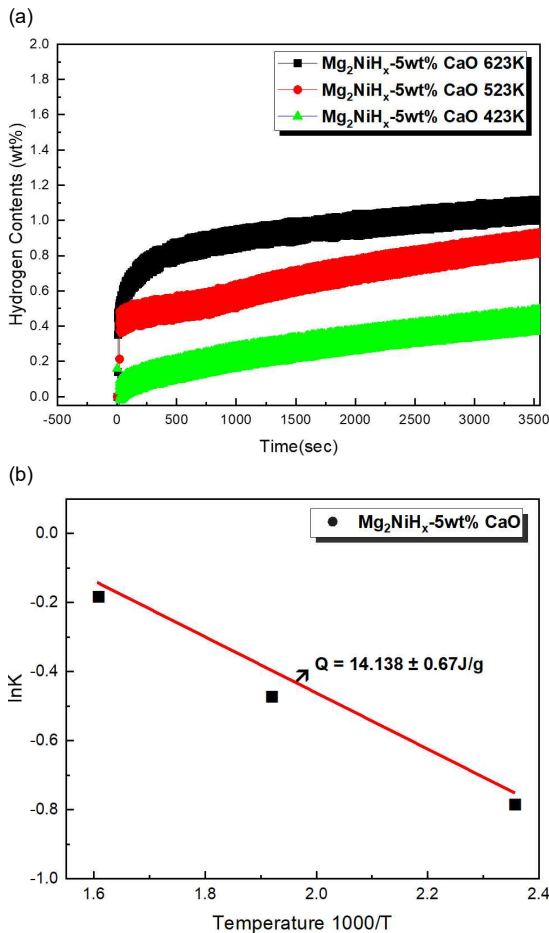 (a)
2.0
1.8
1.6
1.4
1.2
1.0
0.8
0.6
0.4
0.2
0.0
Hydrogen Contents (wt%)
Mg₂NiHₓ-5wt% CaO 623K
Mg₂NiHₓ-5wt% CaO 523K
Mg₂NiHₓ-5wt% CaO 423K
-500 0 500 1000 1500 2000 2500 3000 3500
Time(sec)
(b)
0.0
-0.2
-0.4
-0.6
-0.8
-1.0
lnK
Mg₂NiHₓ-5wt% CaO
Q = 14.138 ± 0.67J/g
1.6 1.8 2.0 2.2 2.4
Temperature 1000/T